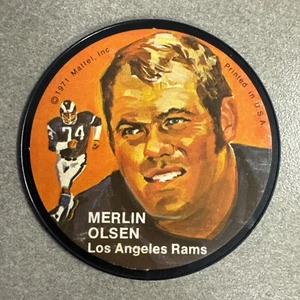 ©1971 Mattel, Inc
Printed in U.S.A.
74
MERLIN
OLSEN
Los Angeles Rams